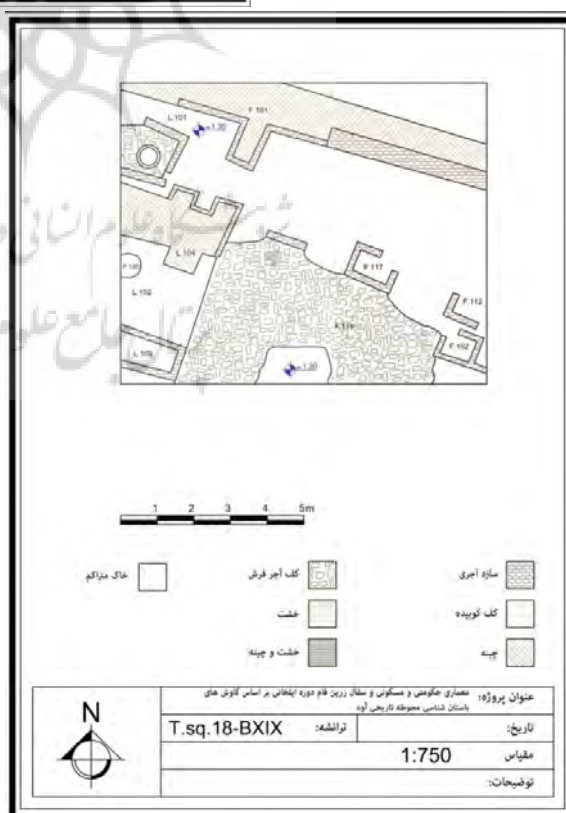 L 101
F 101
-1.30
L 104
F 105
L 102
F 112
F 102
-1.30
1 2 3 4 5m
سازه آجری
کف آجر فرش
خاک متراکم
کف کوبیده
خشت
چینه
خشت و چینه
N
عنوان پروژه: معماری حکومتی و مسکونی و سفال زرین فام دوره ایلخانی بر اساس کاوش های
باستان شناسی محوطه تاریخی آوه
تاریخ:
ترانشه: T.sq.18-BXIX
مقیاس 1:750
توضیحات: